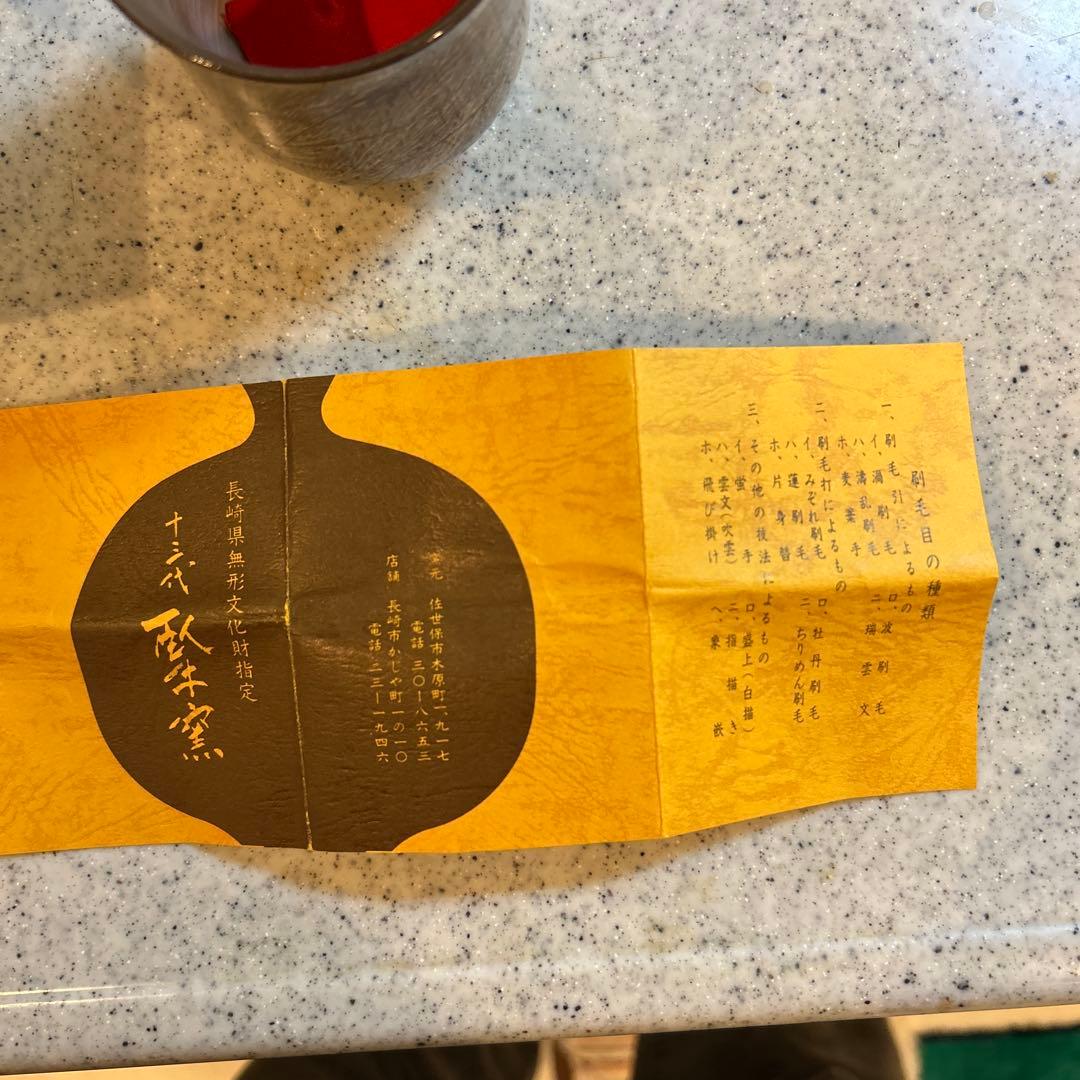 刷毛目の種類
一、刷毛引によるもの
イ、渦刷毛 ロ、波刷毛
ハ、濤乱刷毛 ニ、瑞雲文
ホ、麦藁手
二、刷毛打によるもの
イ、みぞれ刷毛 ロ、牡丹刷毛
ハ、蓮刷毛 ニ、ちりめん刷毛
ホ、片身替
三、その他の技法によるもの
イ、蛍手 ロ、盛上(白描)
ハ、雲文(吹雲) ニ、指描き
ホ、飛び掛け ヘ、象嵌
窯元 佐世保市木原町一、九一七
電話 三〇ー八六五三
店舗 長崎市かじや町一の一〇
電話 二三ー一九四六
長崎県無形文化財指定
十三代 臥牛窯